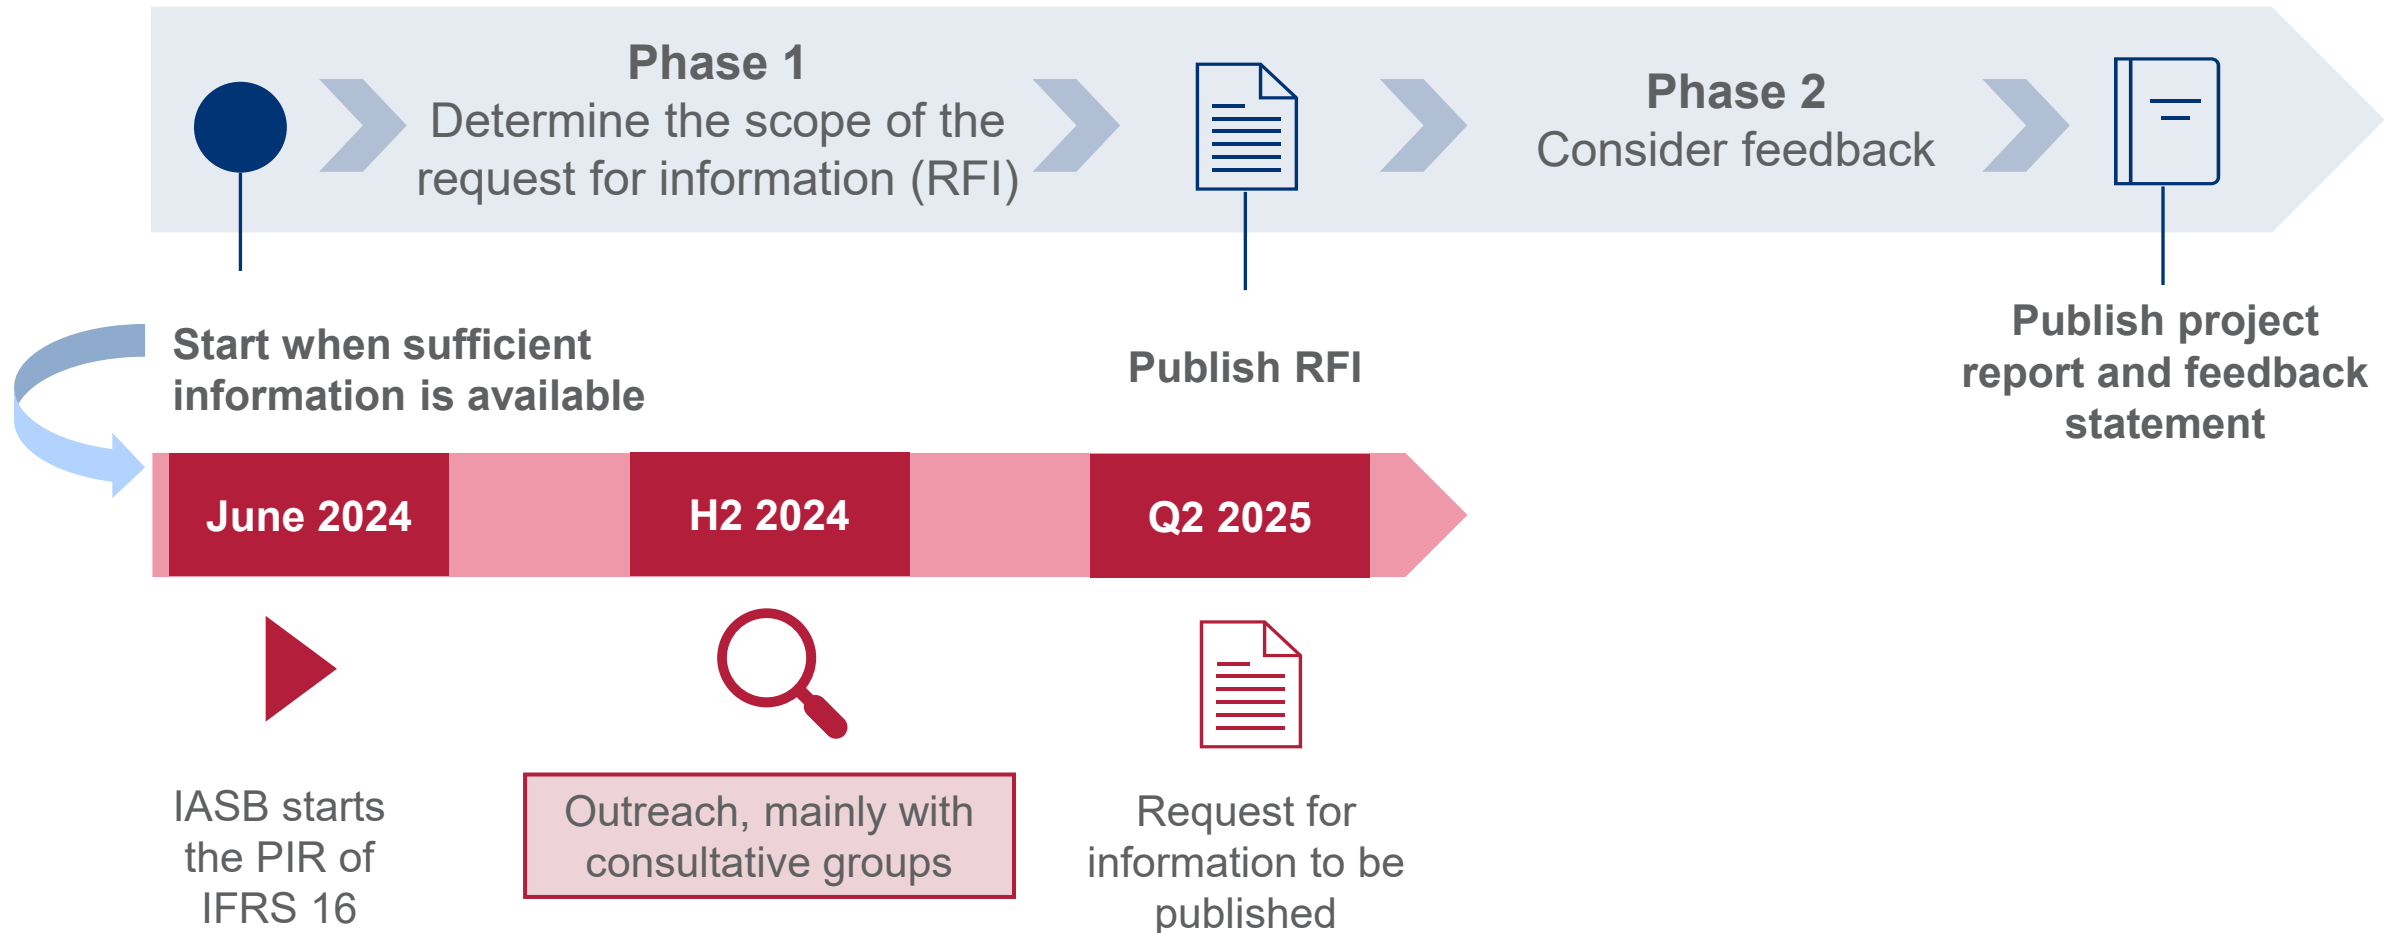 Phase 1
Determine the scope of the
request for information (RFI)
Phase 2
Consider feedback
Start when sufficient
information is available
Publish RFI
Publish project
report and feedback
statement
June 2024
H2 2024
Q2 2025
IASB starts
the PIR of
IFRS 16
Outreach, mainly with
consultative groups
Request for
information to be
published